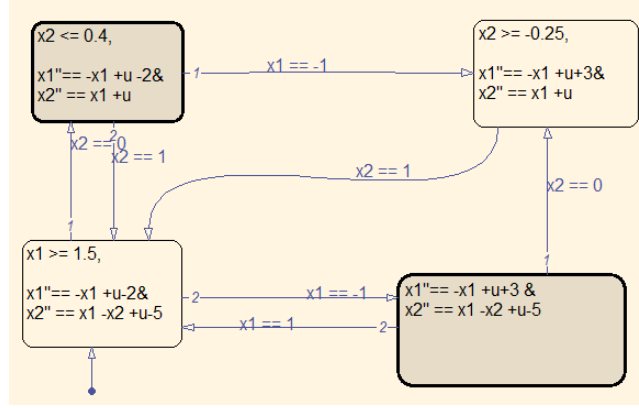 x2 <= 0.4,
x1"== -x1 +u -2&
x2" == x1 +u
1
x1 == -1
x2 >= -0.25,
x1"== -x1 +u+3&
x2" == x1 +u
2
x2 == 0
x2 == 1
x2 == 1
x2 == 0
1
1
x1 >= 1.5,
x1"== -x1 +u-2&
x2" == x1 -x2 +u-5
2
x1 == -1
x1 == 1
2
x1"== -x1 +u+3 &
x2" == x1 -x2 +u-5